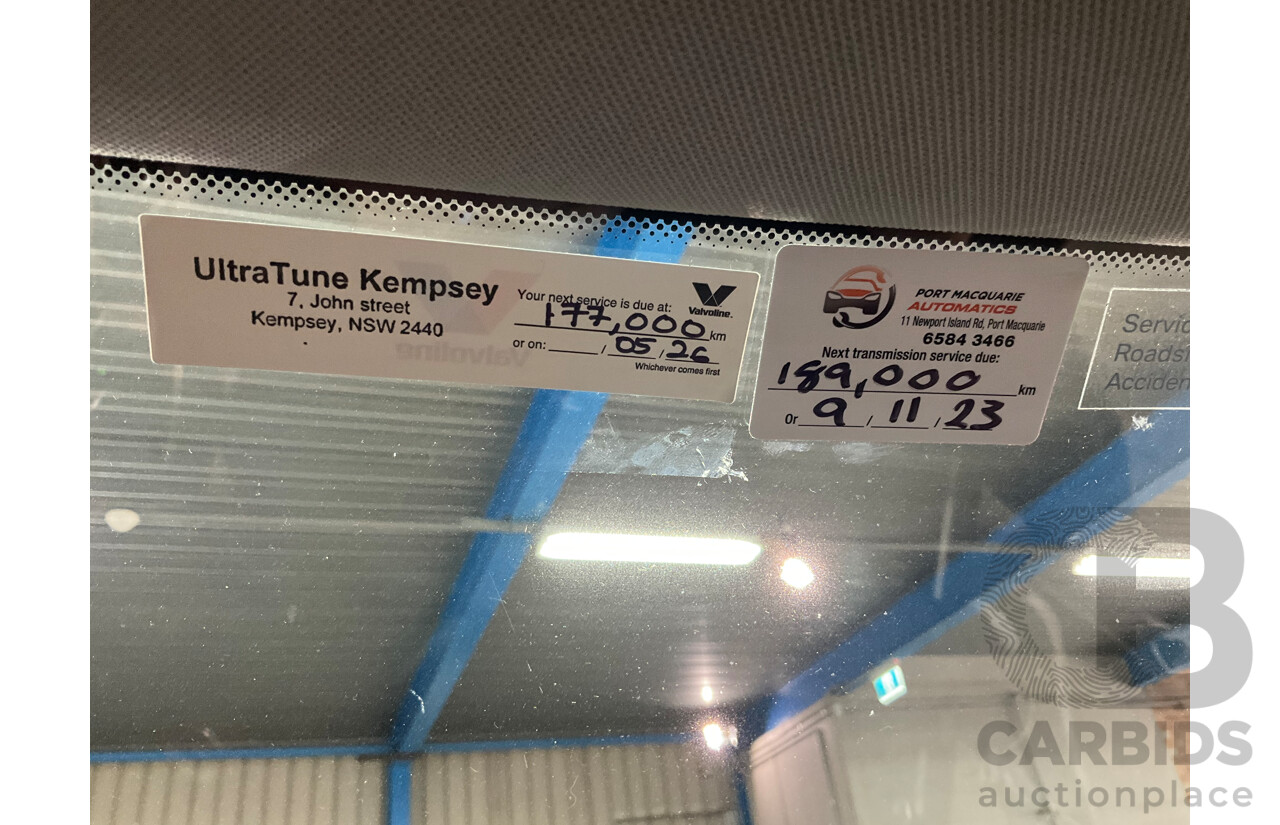 UltraTune Kempsey
7, John street
Kempsey, NSW 2440
Your next service is due at:
Valvoline.
177,000 km
or on: / 05 / 26
Whichever comes first
Valvoline
PORT MACQUARIE
AUTOMATICS
11 Newport Island Rd, Port Macquarie
6584 3466
Next transmission service due:
189,000 km
Or 9 / 11 / 23
Servic
Roads
Acciden
CB
CARBIDS
auctionplace